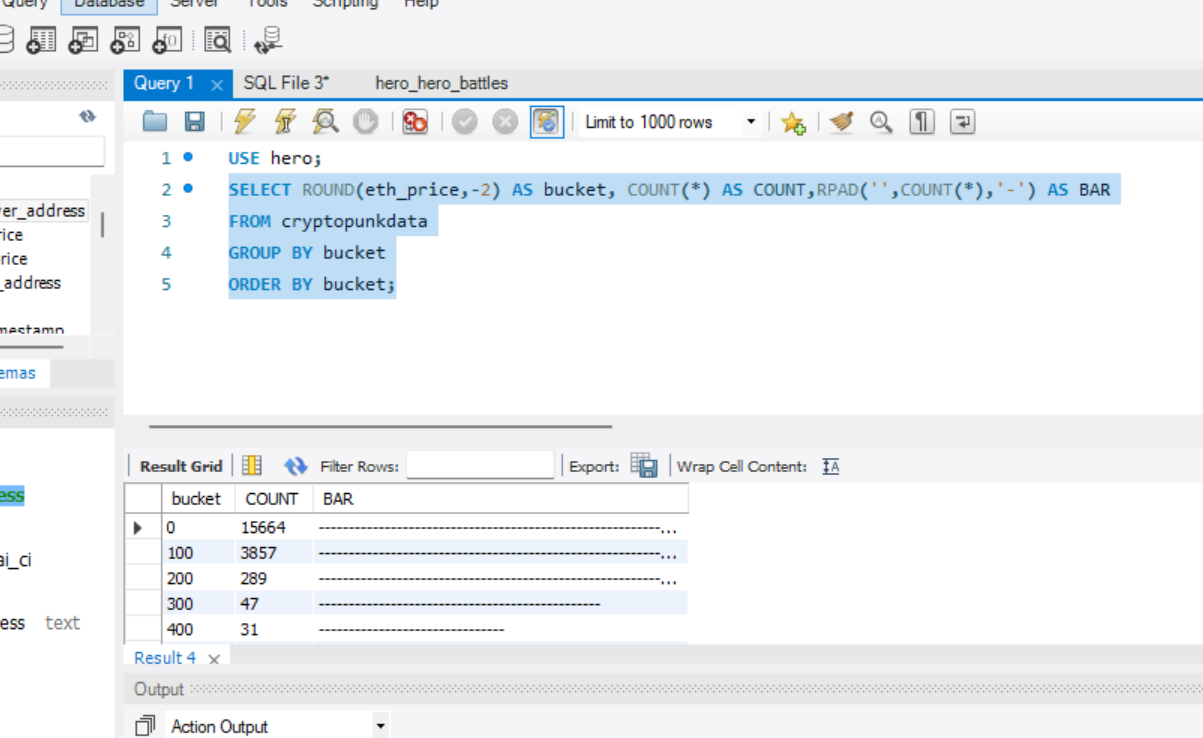 Query Database Server Tools Scripting Help
Query 1 SQL File 3* hero_hero_battles
Limit to 1000 rows
1 USE hero;
2 SELECT ROUND(eth_price,-2) AS bucket, COUNT(*) AS COUNT,RPAD('',COUNT(*),'-') AS BAR
3 FROM cryptopunkdata
4 GROUP BY bucket
5 ORDER BY bucket;
er_address
rice
rice
_address
mestamp
emas
ess
ai_ci
ess text
Result Grid Filter Rows: Export: Wrap Cell Content:
bucket COUNT BAR
0 15664 ---------------------------------------------------------...
100 3857 ---------------------------------------------------------...
200 289 ---------------------------------------------------------...
300 47 -----------------------------------------------
400 31 -------------------------------
Result 4
Output
Action Output